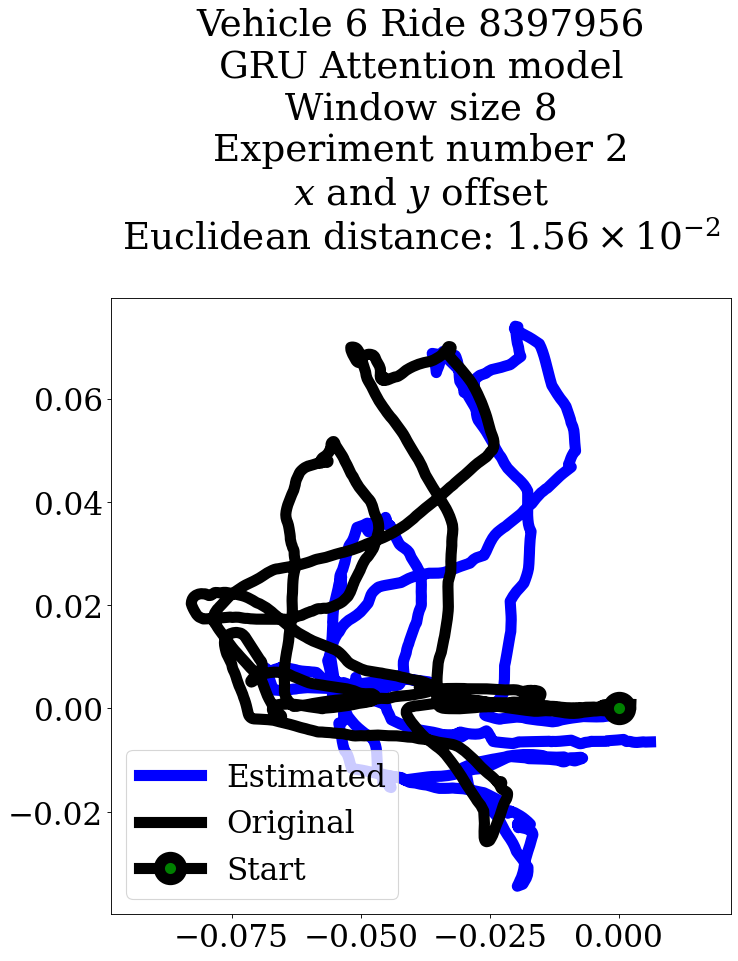 Vehicle 6 Ride 8397956
GRU Attention model
Window size 8
Experiment number 2
x and y offset
Euclidean distance: 1.56 × 10⁻²
0.06
0.04
0.02
0.00
−0.02
Estimated
Original
Start
−0.075 −0.050 −0.025 0.000